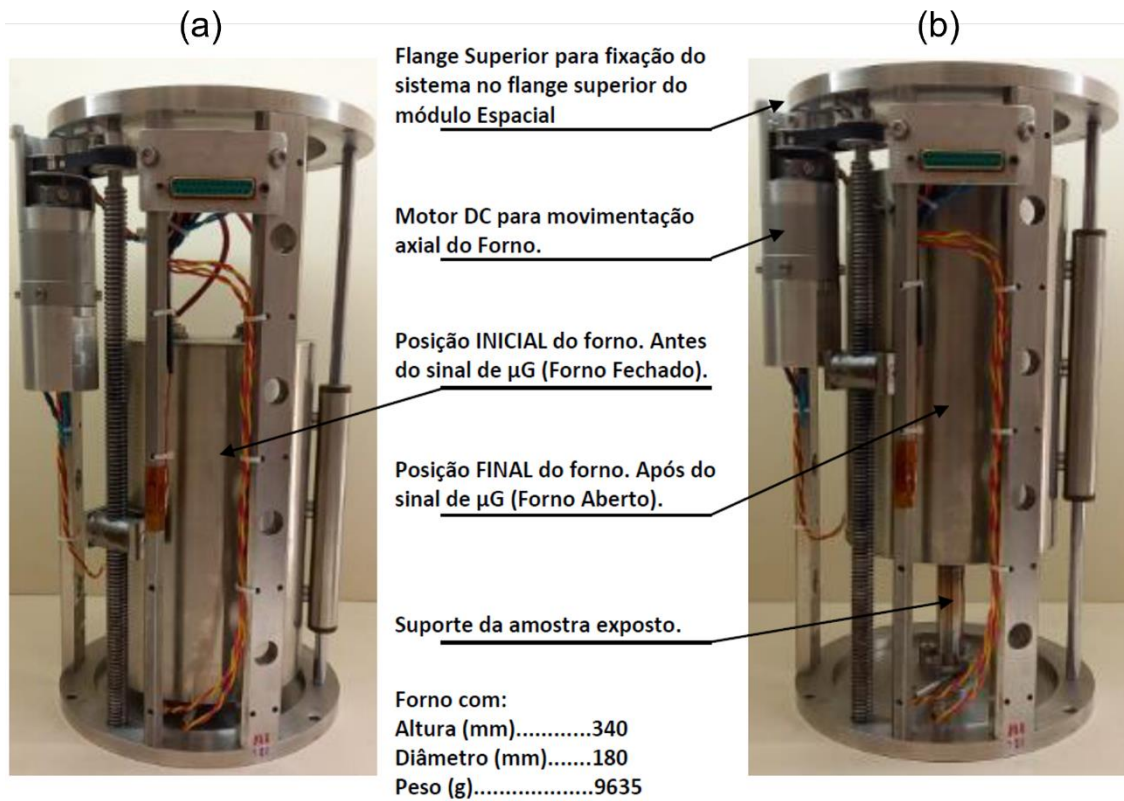 (a)
(b)
Flange Superior para fixação do
sistema no flange superior do
módulo Espacial
Motor DC para movimentação
axial do Forno.
Posição INICIAL do forno. Antes
do sinal de µG (Forno Fechado).
Posição FINAL do forno. Após do
sinal de µG (Forno Aberto).
Suporte da amostra exposto.
Forno com:
Altura (mm)............340
Diâmetro (mm).......180
Peso (g)....................9635